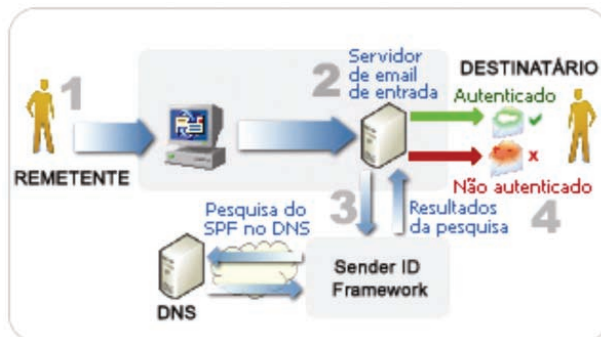 1
REMETENTE
2
Servidor
de email
de entrada
DESTINATÁRIO
Autenticado
Não autenticado
3
4
Pesquisa do
SPF no DNS
Resultados
da pesquisa
DNS
Sender ID
Framework